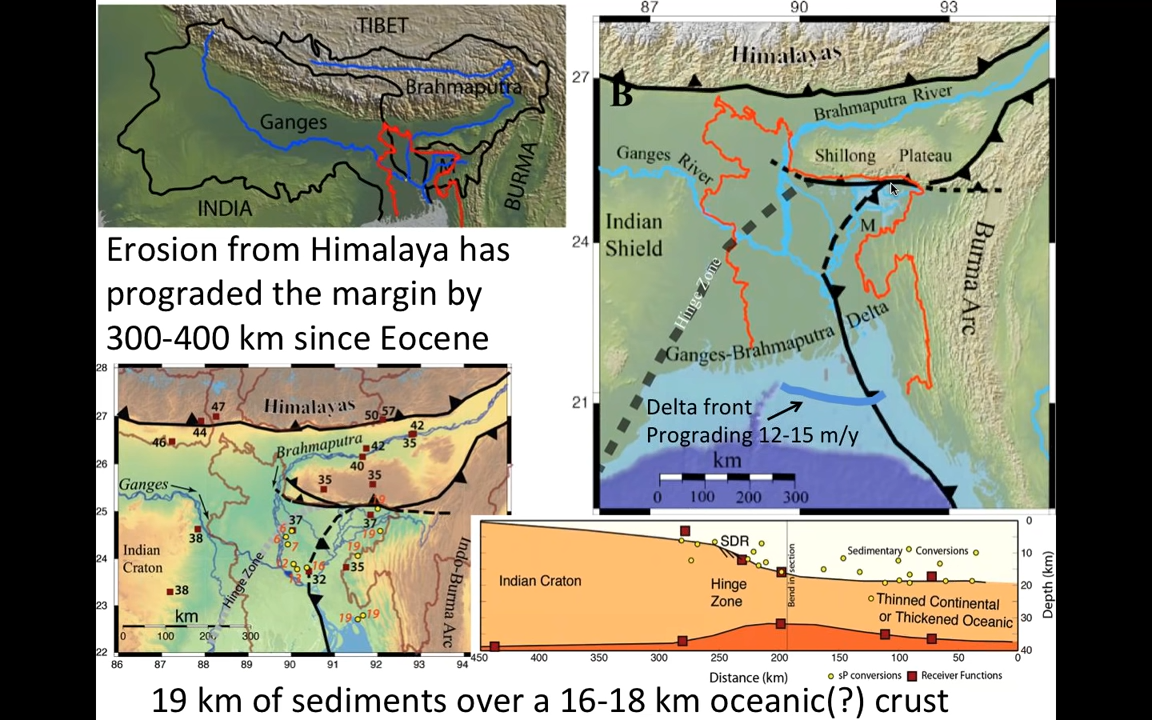 TIBET
Brahmaputra
Ganges
BURMA
INDIA
Erosion from Himalaya has
prograded the margin by
300-400 km since Eocene
87 90 93
27
24
21
B
Himalayas
Brahmaputra River
Shillong Plateau
Ganges River
M
Indian
Shield
Hinge Zone
Burma Arc
Ganges-Brahmaputra Delta
Delta front
Prograding 12-15 m/y
km
0 100 200 300
28
27
26
25
24
23
22
47
Himalayas
50 57
44
46
42
35
Brahmaputra
42
40
35
35
Ganges
37
37
19
38
7
19
Indian
Craton
16
32
35
38
Hinge Zone
Indo-Burma Arc
19 19
km
0 100 200 300
86 87 88 89 90 91 92 93 94
SDR
Sedimentary Conversions
Indian Craton
Hinge
Zone
Bend in section
Thinned Continental
or Thickened Oceanic
0
10
20
30
40
Depth (km)
450 400 350 300 250 200 150 100 50 0
Distance (km)
sP conversions
Receiver Functions
19 km of sediments over a 16-18 km oceanic(?) crust